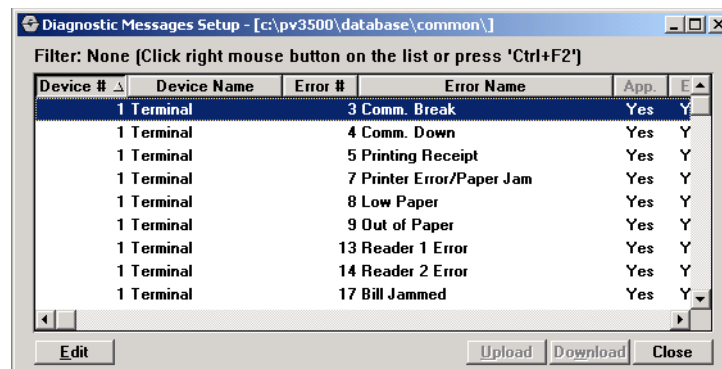 Diagnostic Messages Setup - [c:\pv3500\database\common\]
Filter: None (Click right mouse button on the list or press 'Ctrl+F2')
Device # Device Name Error # Error Name App. E
1 Terminal 3 Comm. Break Yes Y
1 Terminal 4 Comm. Down Yes Y
1 Terminal 5 Printing Receipt Yes Y
1 Terminal 7 Printer Error/Paper Jam Yes Y
1 Terminal 8 Low Paper Yes Y
1 Terminal 9 Out of Paper Yes Y
1 Terminal 13 Reader 1 Error Yes Y
1 Terminal 14 Reader 2 Error Yes Y
1 Terminal 17 Bill Jammed Yes Y
Edit Upload Download Close